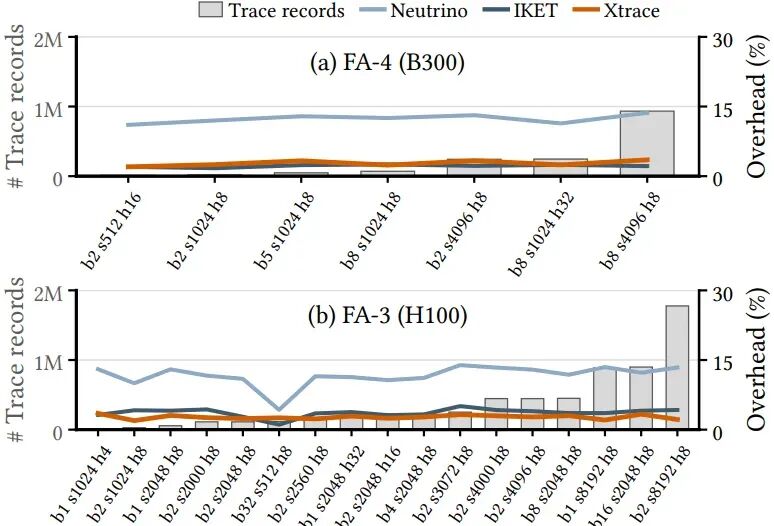 Trace records Neutrino IKET Xtrace
(a) FA-4 (B300)
# Trace records
2M
1M
0
30
15
0
Overhead (%)
b2 s512 h16
b2 s1024 h8
b5 s1024 h8
b8 s1024 h8
b2 s4096 h8
b8 s1024 h32
b8 s4096 h8
(b) FA-3 (H100)
# Trace records
2M
1M
0
30
15
0
Overhead (%)
b1 s1024 h4
b2 s1024 h8
b1 s2048 h8
b2 s2000 h8
b2 s2048 h8
b32 s512 h8
b2 s2560 h8
b1 s2048 h32
b2 s2048 h16
b4 s2048 h8
b2 s3072 h8
b2 s4000 h8
b2 s4096 h8
b8 s2048 h8
b1 s8192 h8
b16 s2048 h8
b2 s8192 h8